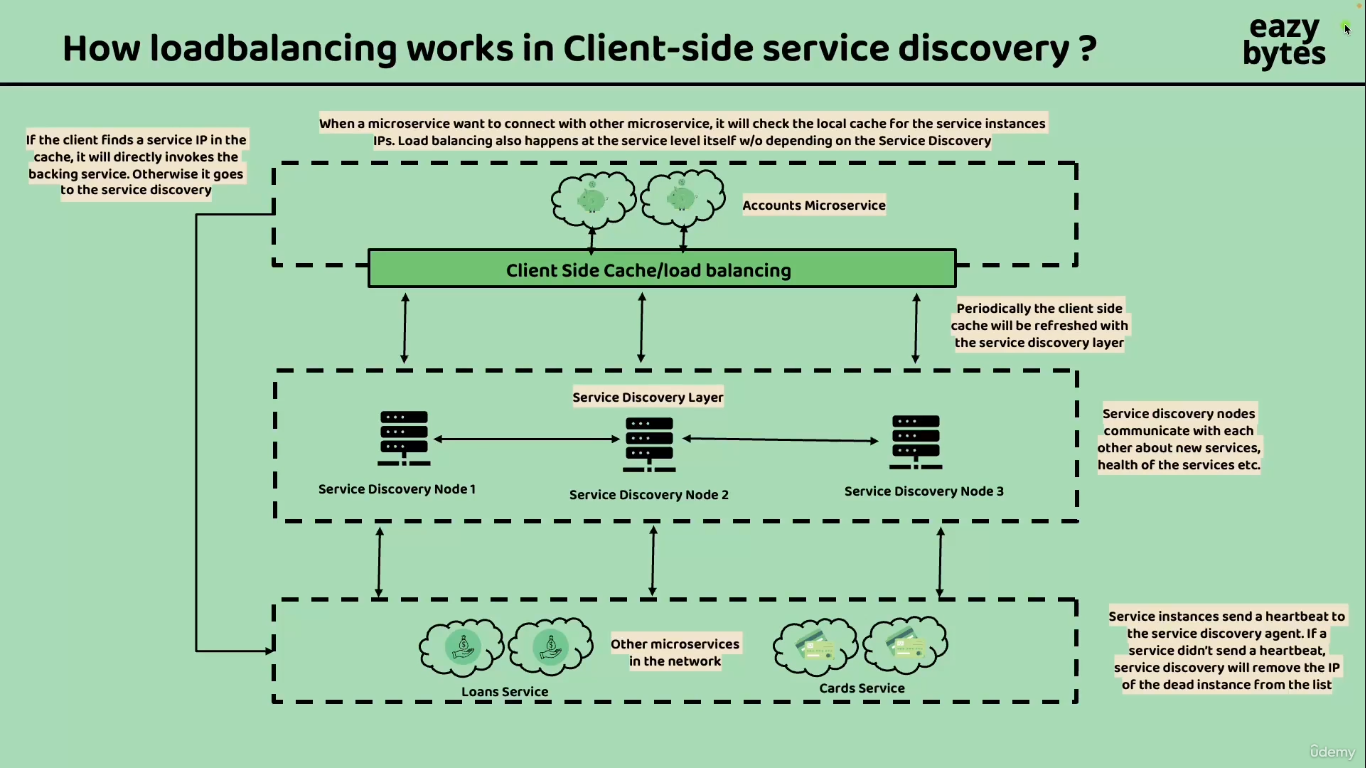 How loadbalancing works in Client-side service discovery ?
eazy
bytes
If the client finds a service IP in the
cache, it will directly invokes the
backing service. Otherwise it goes
to the service discovery
When a microservice want to connect with other microservice, it will check the local cache for the service instances
IPs. Load balancing also happens at the service level itself w/o depending on the Service Discovery
Accounts Microservice
Client Side Cache/load balancing
Periodically the client side
cache will be refreshed with
the service discovery layer
Service Discovery Layer
Service Discovery Node 1
Service Discovery Node 2
Service Discovery Node 3
Service discovery nodes
communicate with each
other about new services,
health of the services etc.
Loans Service
Other microservices
in the network
Cards Service
Service instances send a heartbeat to
the service discovery agent. If a
service didn't send a heartbeat,
service discovery will remove the IP
of the dead instance from the list
ûdemy